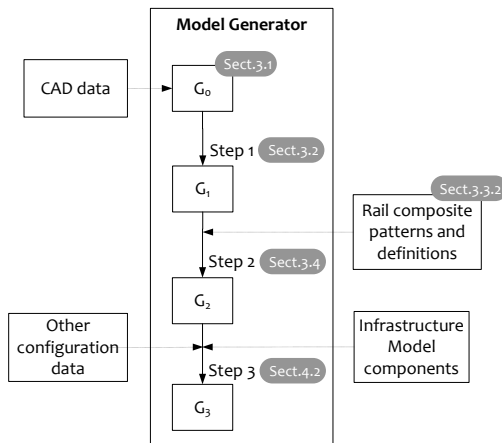 Model Generator
Sect.3.1
CAD data
G₀
Step 1 Sect.3.2
G₁
Sect.3.3.2
Rail composite
patterns and
definitions
Step 2 Sect.3.4
G₂
Other
configuration
data
Infrastructure
Model
components
Step 3 Sect.4.2
G₃